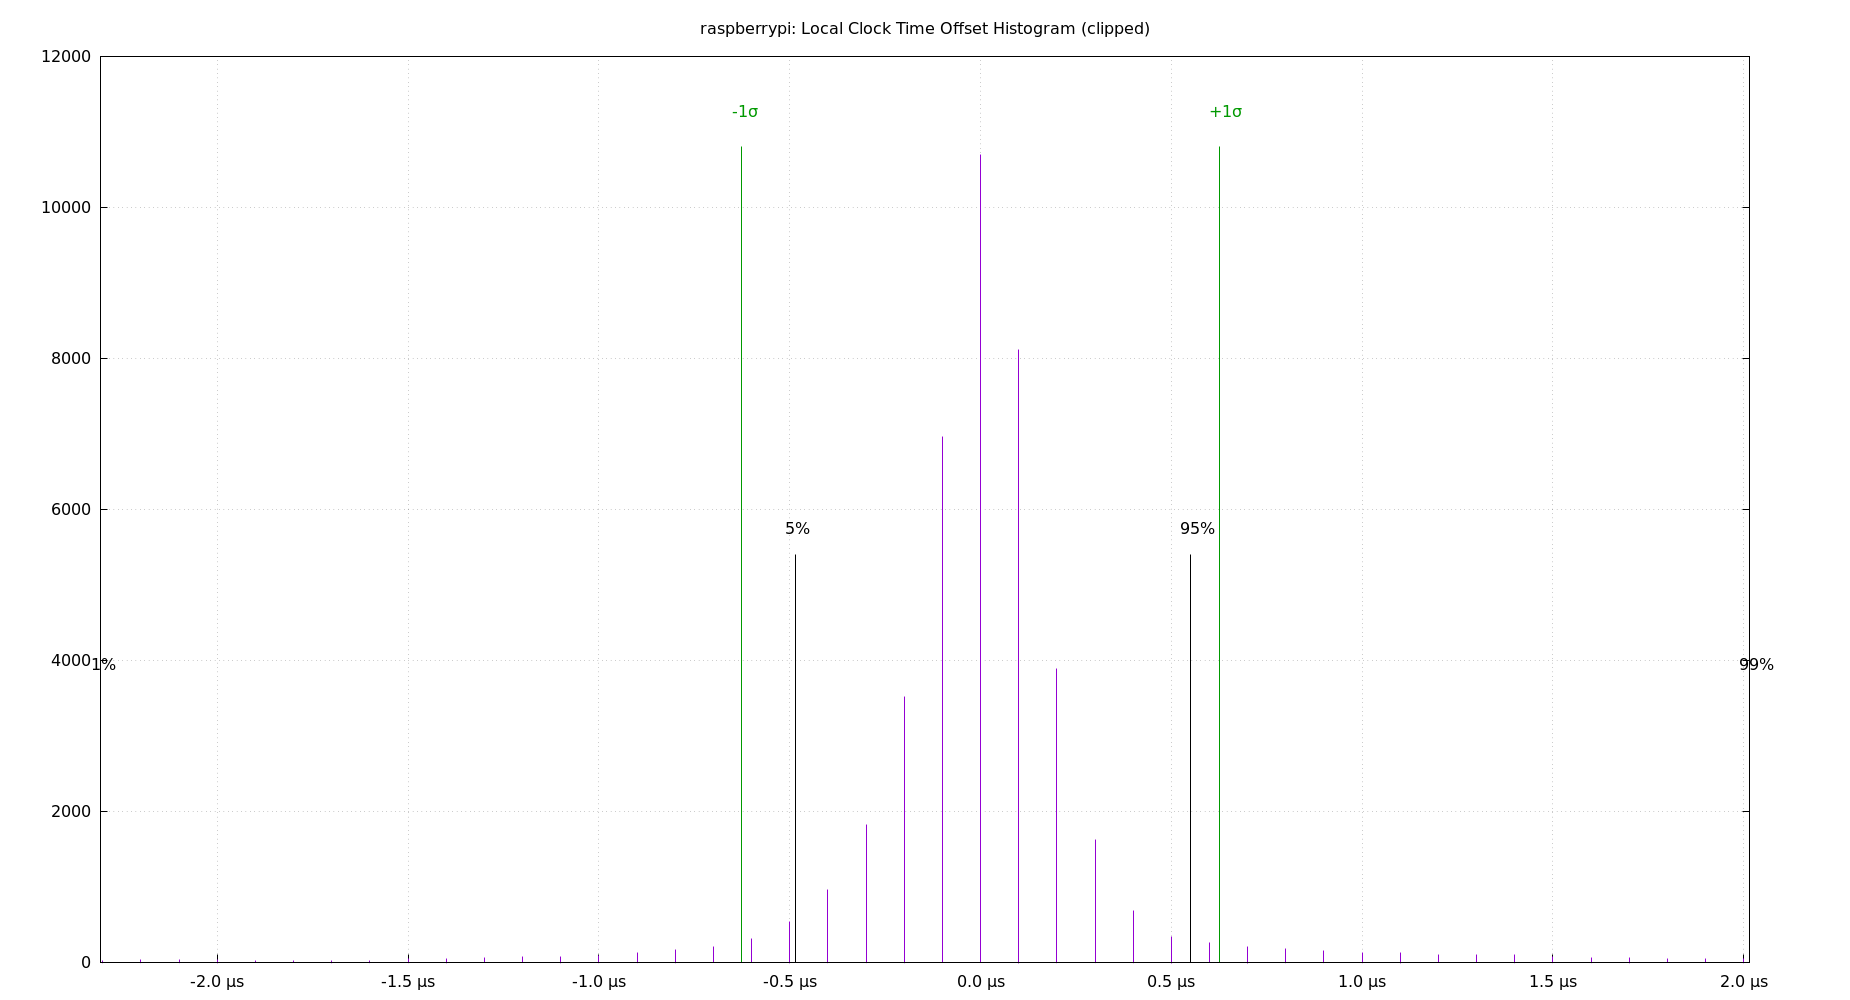 raspberrypi: Local Clock Time Offset Histogram (clipped)
12000
-1σ +1σ
10000
8000
6000
5% 95%
4000 1% 99%
2000
0
-2.0 µs -1.5 µs -1.0 µs -0.5 µs 0.0 µs 0.5 µs 1.0 µs 1.5 µs 2.0 µs